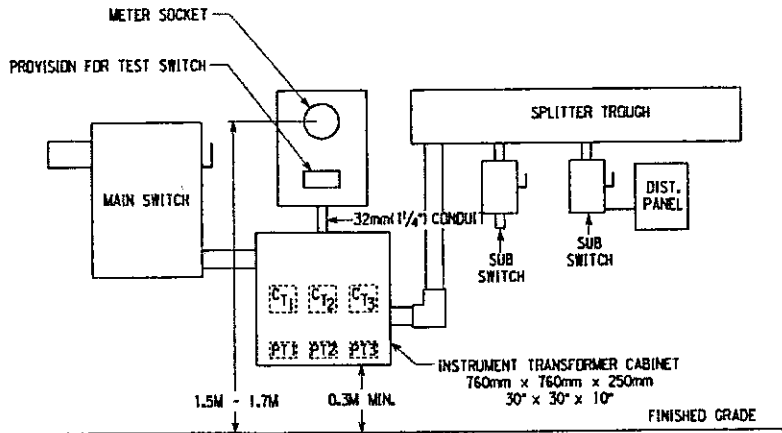 METER SOCKET
PROVISION FOR TEST SWITCH
SPLITTER TROUGH
MAIN SWITCH
DIST.
PANEL
32mm(1¼") CONDUIT
SUB
SWITCH
SUB
SWITCH
CT1 CT2 CT3
PT1 PT2 PT3
INSTRUMENT TRANSFORMER CABINET
760mm x 760mm x 250mm
30" x 30" x 10"
1.5M - 1.7M
0.3M MIN.
FINISHED GRADE